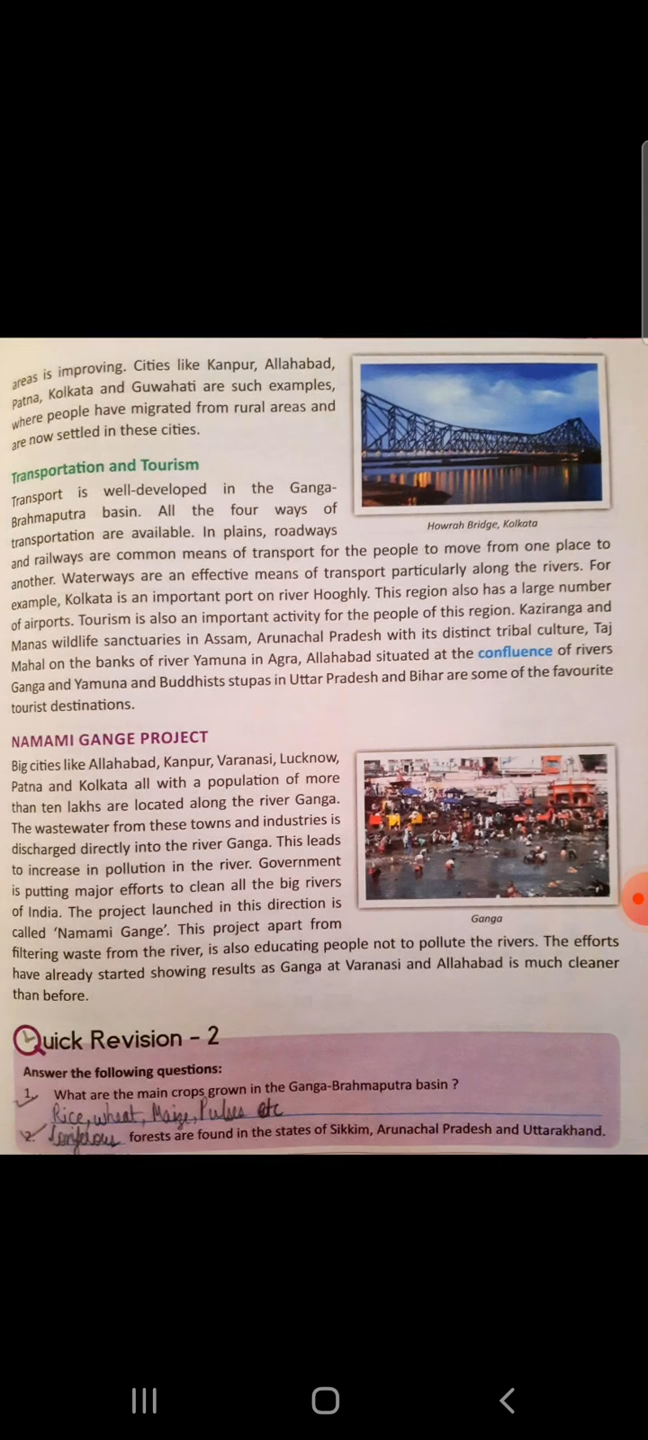 areas is improving. Cities like Kanpur, Allahabad,
Patna, Kolkata and Guwahati are such examples,
where people have migrated from rural areas and
are now settled in these cities.
Howrah Bridge, Kolkata
Transportation and Tourism
Transport is well-developed in the Ganga-
Brahmaputra basin. All the four ways of
transportation are available. In plains, roadways
and railways are common means of transport for the people to move from one place to
another. Waterways are an effective means of transport particularly along the rivers. For
example, Kolkata is an important port on river Hooghly. This region also has a large number
of airports. Tourism is also an important activity for the people of this region. Kaziranga and
Manas wildlife sanctuaries in Assam, Arunachal Pradesh with its distinct tribal culture, Taj
Mahal on the banks of river Yamuna in Agra, Allahabad situated at the confluence of rivers
Ganga and Yamuna and Buddhists stupas in Uttar Pradesh and Bihar are some of the favourite
tourist destinations.
NAMAMI GANGE PROJECT
Big cities like Allahabad, Kanpur, Varanasi, Lucknow,
Patna and Kolkata all with a population of more
than ten lakhs are located along the river Ganga.
The wastewater from these towns and industries is
discharged directly into the river Ganga. This leads
to increase in pollution in the river. Government
is putting major efforts to clean all the big rivers
of India. The project launched in this direction is
called 'Namami Gange'. This project apart from
Ganga
filtering waste from the river, is also educating people not to pollute the rivers. The efforts
have already started showing results as Ganga at Varanasi and Allahabad is much cleaner
than before.
Quick Revision – 2
Answer the following questions:
1. What are the main crops grown in the Ganga-Brahmaputra basin ?
Rice, wheat, Maize, Pulses etc
2. forests are found in the states of Sikkim, Arunachal Pradesh and Uttarakhand.